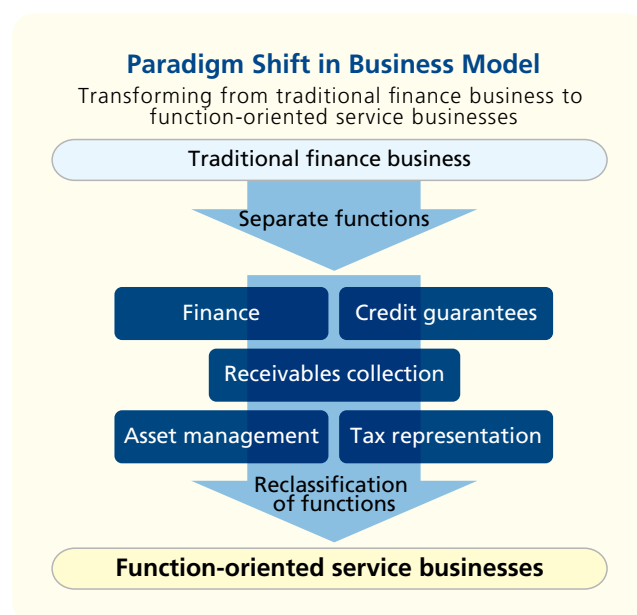 Paradigm Shift in Business Model
Transforming from traditional finance business to
function-oriented service businesses
Traditional finance business
Separate functions
Finance
Credit guarantees
Receivables collection
Asset management
Tax representation
Reclassification
of functions
Function-oriented service businesses